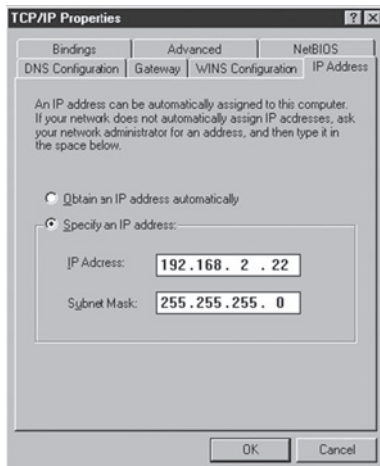 TCP/IP Properties
? X
Bindings Advanced NetBIOS
DNS Configuration Gateway WINS Configuration IP Address
An IP address can be automatically assigned to this computer.
If your network does not automatically assign IP acdresses, ask
your network administrator for an address, and then type it in
the space below.
Obtain an IP address automatically
Specify an IP address:
IP Adcress: 192.168. 2 .22
Subnet Mask: 255.255.255. 0
OK Cancel